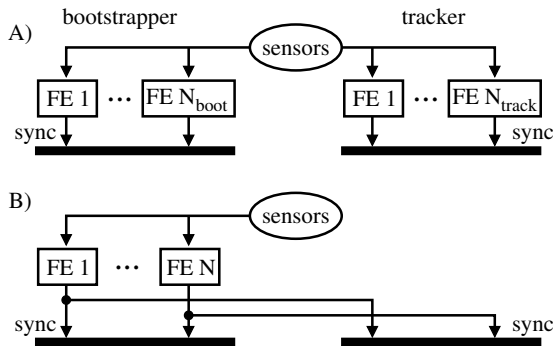 bootstrapper tracker
A)
sensors
FE 1 ... FE N_boot FE 1 ... FE N_track
sync sync
B)
sensors
FE 1 ... FE N
sync sync